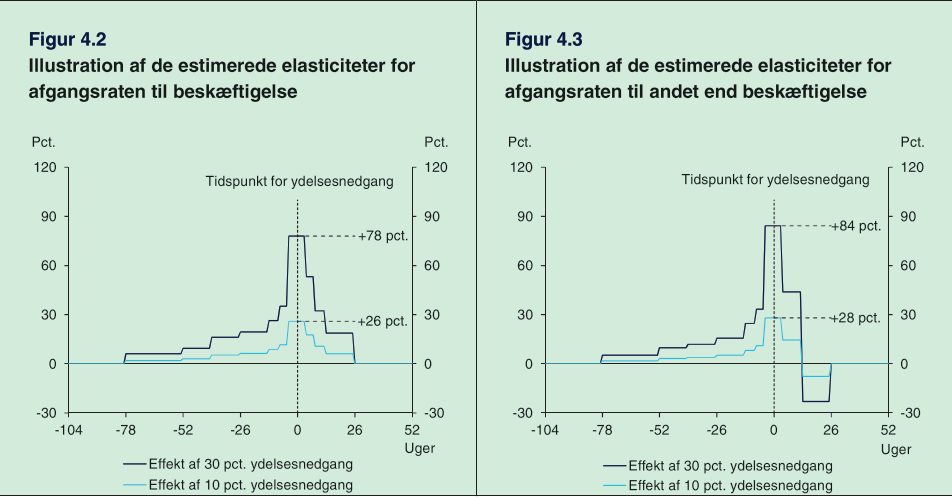 Figur 4.2
Illustration af de estimerede elasticiteter for
afgangsraten til beskæftigelse
Pct.
Pct.
Tidspunkt for ydelsesnedgang
120
90
60
30
0
-30
120
90
60
30
0
-30
+78 pct.
+26 pct.
-104
-78
-52
-26
0
26
52
Uger
Effekt af 30 pct. ydelsesnedgang
Effekt af 10 pct. ydelsesnedgang
Figur 4.3
Illustration af de estimerede elasticiteter for
afgangsraten til andet end beskæftigelse
Pct.
Pct.
Tidspunkt for ydelsesnedgang
120
90
60
30
0
-30
120
90
60
30
0
-30
+84 pct.
+28 pct.
-104
-78
-52
-26
0
26
52
Uger
Effekt af 30 pct. ydelsesnedgang
Effekt af 10 pct. ydelsesnedgang